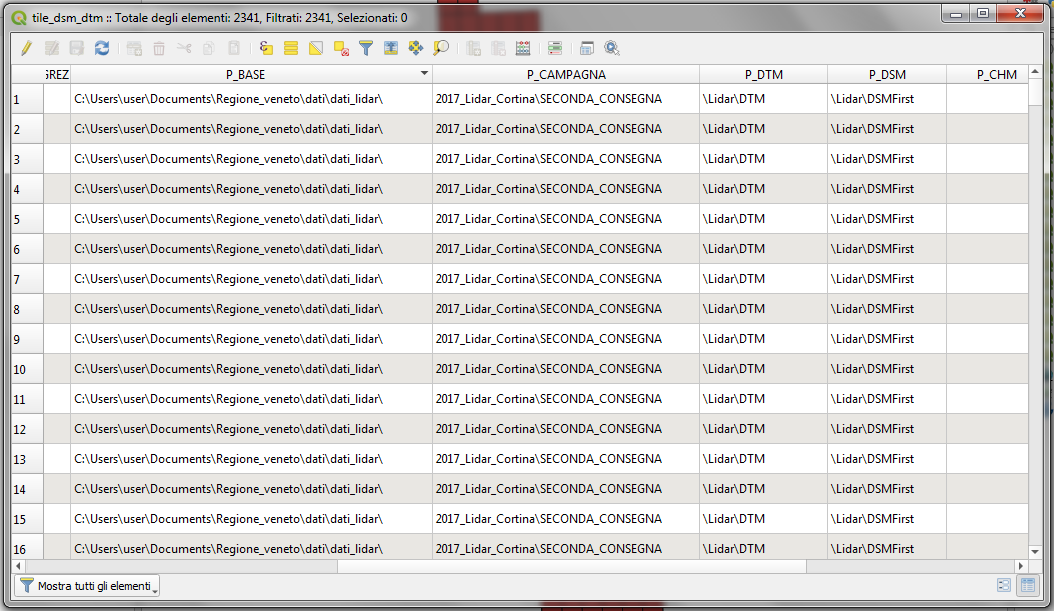 tile_dsm_dtm :: Totale degli elementi: 2341, Filtrati: 2341, Selezionati: 0
GREZ P_BASE P_CAMPAGNA P_DTM P_DSM P_CHM
1 C:\Users\user\Documents\Regione_veneto\dati\dati_lidar\ 2017_Lidar_Cortina\SECONDA_CONSEGNA \Lidar\DTM \Lidar\DSMFirst
2 C:\Users\user\Documents\Regione_veneto\dati\dati_lidar\ 2017_Lidar_Cortina\SECONDA_CONSEGNA \Lidar\DTM \Lidar\DSMFirst
3 C:\Users\user\Documents\Regione_veneto\dati\dati_lidar\ 2017_Lidar_Cortina\SECONDA_CONSEGNA \Lidar\DTM \Lidar\DSMFirst
4 C:\Users\user\Documents\Regione_veneto\dati\dati_lidar\ 2017_Lidar_Cortina\SECONDA_CONSEGNA \Lidar\DTM \Lidar\DSMFirst
5 C:\Users\user\Documents\Regione_veneto\dati\dati_lidar\ 2017_Lidar_Cortina\SECONDA_CONSEGNA \Lidar\DTM \Lidar\DSMFirst
6 C:\Users\user\Documents\Regione_veneto\dati\dati_lidar\ 2017_Lidar_Cortina\SECONDA_CONSEGNA \Lidar\DTM \Lidar\DSMFirst
7 C:\Users\user\Documents\Regione_veneto\dati\dati_lidar\ 2017_Lidar_Cortina\SECONDA_CONSEGNA \Lidar\DTM \Lidar\DSMFirst
8 C:\Users\user\Documents\Regione_veneto\dati\dati_lidar\ 2017_Lidar_Cortina\SECONDA_CONSEGNA \Lidar\DTM \Lidar\DSMFirst
9 C:\Users\user\Documents\Regione_veneto\dati\dati_lidar\ 2017_Lidar_Cortina\SECONDA_CONSEGNA \Lidar\DTM \Lidar\DSMFirst
10 C:\Users\user\Documents\Regione_veneto\dati\dati_lidar\ 2017_Lidar_Cortina\SECONDA_CONSEGNA \Lidar\DTM \Lidar\DSMFirst
11 C:\Users\user\Documents\Regione_veneto\dati\dati_lidar\ 2017_Lidar_Cortina\SECONDA_CONSEGNA \Lidar\DTM \Lidar\DSMFirst
12 C:\Users\user\Documents\Regione_veneto\dati\dati_lidar\ 2017_Lidar_Cortina\SECONDA_CONSEGNA \Lidar\DTM \Lidar\DSMFirst
13 C:\Users\user\Documents\Regione_veneto\dati\dati_lidar\ 2017_Lidar_Cortina\SECONDA_CONSEGNA \Lidar\DTM \Lidar\DSMFirst
14 C:\Users\user\Documents\Regione_veneto\dati\dati_lidar\ 2017_Lidar_Cortina\SECONDA_CONSEGNA \Lidar\DTM \Lidar\DSMFirst
15 C:\Users\user\Documents\Regione_veneto\dati\dati_lidar\ 2017_Lidar_Cortina\SECONDA_CONSEGNA \Lidar\DTM \Lidar\DSMFirst
16 C:\Users\user\Documents\Regione_veneto\dati\dati_lidar\ 2017_Lidar_Cortina\SECONDA_CONSEGNA \Lidar\DTM \Lidar\DSMFirst
Mostra tutti gli elementi